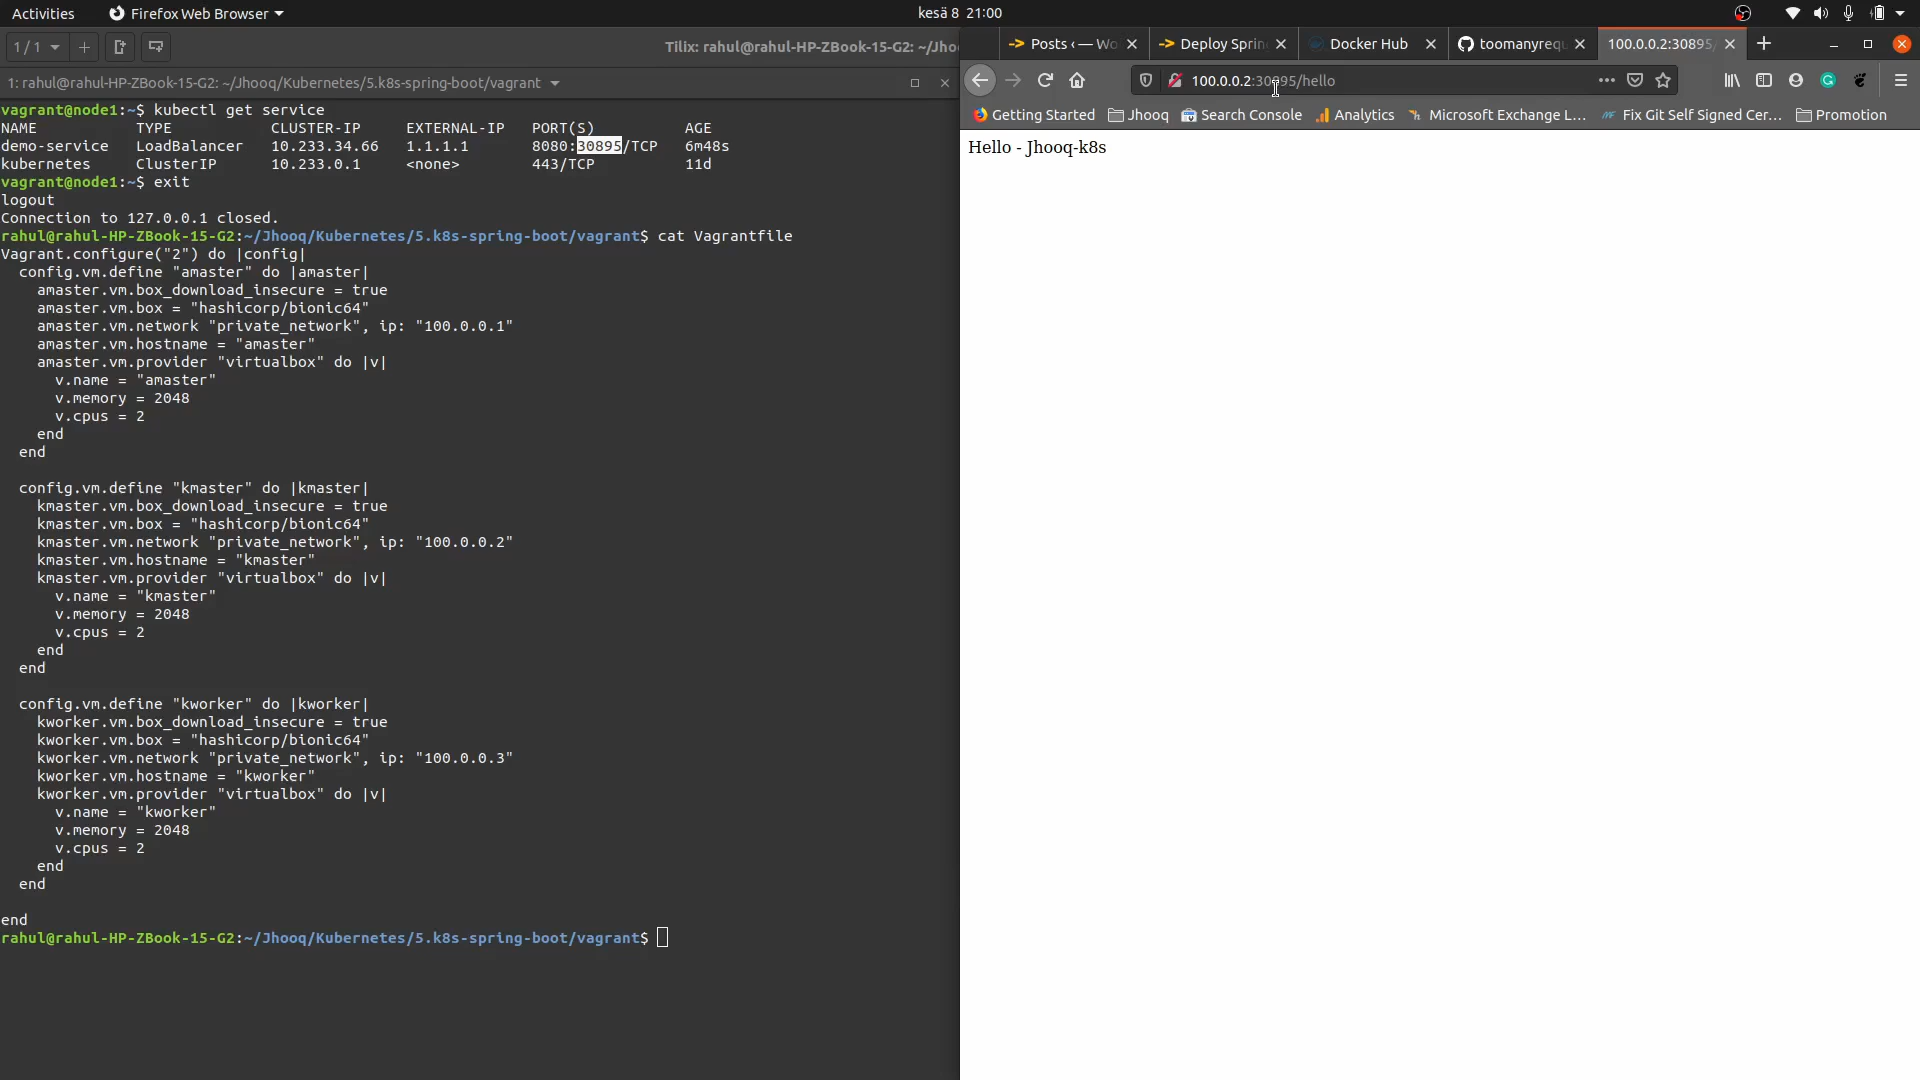 Activities Firefox Web Browser kesä 8 21:00
1 / 1 Tilix: rahul@rahul-HP-ZBook-15-G2: ~/Jho
1: rahul@rahul-HP-ZBook-15-G2:~/Jhooq/Kubernetes/5.k8s-spring-boot/vagrant
vagrant@node1:~$ kubectl get service
NAME TYPE CLUSTER-IP EXTERNAL-IP PORT(S) AGE
demo-service LoadBalancer 10.233.34.66 1.1.1.1 8080:30895/TCP 6m48s
kubernetes ClusterIP 10.233.0.1 <none> 443/TCP 11d
vagrant@node1:~$ exit
logout
Connection to 127.0.0.1 closed.
rahul@rahul-HP-ZBook-15-G2:~/Jhooq/Kubernetes/5.k8s-spring-boot/vagrant$ cat Vagrantfile
Vagrant.configure("2") do |config|
config.vm.define "amaster" do |amaster|
amaster.vm.box_download_insecure = true
amaster.vm.box = "hashicorp/bionic64"
amaster.vm.network "private_network", ip: "100.0.0.1"
amaster.vm.hostname = "amaster"
amaster.vm.provider "virtualbox" do |v|
v.name = "amaster"
v.memory = 2048
v.cpus = 2
end
end
config.vm.define "kmaster" do |kmaster|
kmaster.vm.box_download_insecure = true
kmaster.vm.box = "hashicorp/bionic64"
kmaster.vm.network "private_network", ip: "100.0.0.2"
kmaster.vm.hostname = "kmaster"
kmaster.vm.provider "virtualbox" do |v|
v.name = "kmaster"
v.memory = 2048
v.cpus = 2
end
end
config.vm.define "kworker" do |kworker|
kworker.vm.box_download_insecure = true
kworker.vm.box = "hashicorp/bionic64"
kworker.vm.network "private_network", ip: "100.0.0.3"
kworker.vm.hostname = "kworker"
kworker.vm.provider "virtualbox" do |v|
v.name = "kworker"
v.memory = 2048
v.cpus = 2
end
end
end
rahul@rahul-HP-ZBook-15-G2:~/Jhooq/Kubernetes/5.k8s-spring-boot/vagrant$
Posts ‹ — Wo Deploy Sprin Docker Hub toomanyrequ 100.0.0.2:30895/
100.0.0.2:30895/hello
Getting Started Jhooq Search Console Analytics Microsoft Exchange L... Fix Git Self Signed Cer... Promotion
Hello - Jhooq-k8s